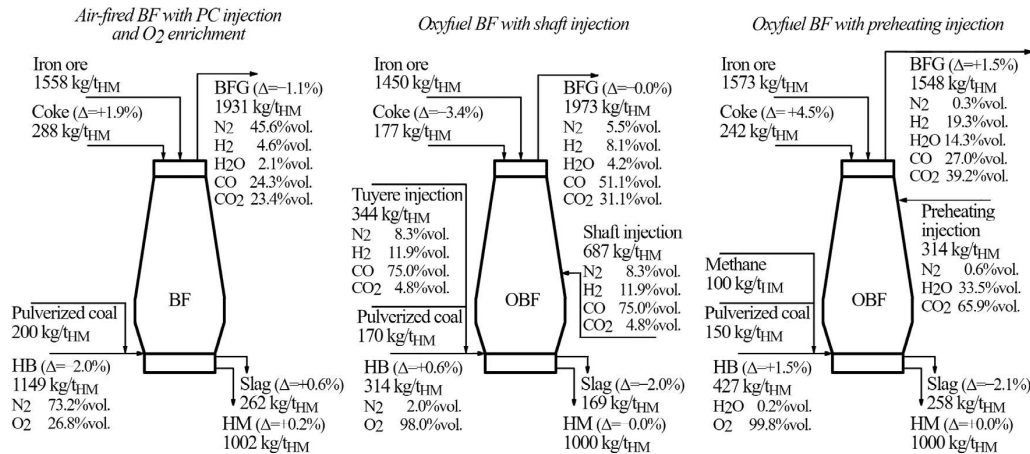 Air-fired BF with PC injection
and O2 enrichment
Iron ore
1558 kg/tHM
Coke (Δ=+1.9%)
288 kg/tHM
BFG (Δ=−1.1%)
1931 kg/tHM
N2 45.6%vol.
H2 4.6%vol.
H2O 2.1%vol.
CO 24.3%vol.
CO2 23.4%vol.
BF
Pulverized coal
200 kg/tHM
HB (Δ=−2.0%)
1149 kg/tHM
N2 73.2%vol.
O2 26.8%vol.
Slag (Δ=+0.6%)
262 kg/tHM
HM (Δ=+0.2%)
1002 kg/tHM
Oxyfuel BF with shaft injection
Iron ore
1450 kg/tHM
Coke (Δ=−3.4%)
177 kg/tHM
BFG (Δ=−0.0%)
1973 kg/tHM
N2 5.5%vol.
H2 8.1%vol.
H2O 4.2%vol.
CO 51.1%vol.
CO2 31.1%vol.
Tuyere injection
344 kg/tHM
N2 8.3%vol.
H2 11.9%vol.
CO 75.0%vol.
CO2 4.8%vol.
Shaft injection
687 kg/tHM
N2 8.3%vol.
H2 11.9%vol.
CO 75.0%vol.
CO2 4.8%vol.
OBF
Pulverized coal
170 kg/tHM
HB (Δ=+0.6%)
314 kg/tHM
N2 2.0%vol.
O2 98.0%vol.
Slag (Δ=−2.0%)
169 kg/tHM
HM (Δ=−0.0%)
1000 kg/tHM
Oxyfuel BF with preheating injection
Iron ore
1573 kg/tHM
Coke (Δ=+4.5%)
242 kg/tHM
BFG (Δ=+1.5%)
1548 kg/tHM
N2 0.3%vol.
H2 19.3%vol.
H2O 14.3%vol.
CO 27.0%vol.
CO2 39.2%vol.
Preheating
injection
314 kg/tHM
N2 0.6%vol.
H2O 33.5%vol.
CO2 65.9%vol.
Methane
100 kg/tHM
OBF
Pulverized coal
150 kg/tHM
HB (Δ=+1.5%)
427 kg/tHM
H2O 0.2%vol.
O2 99.8%vol.
Slag (Δ=−2.1%)
258 kg/tHM
HM (Δ=+0.0%)
1000 kg/tHM